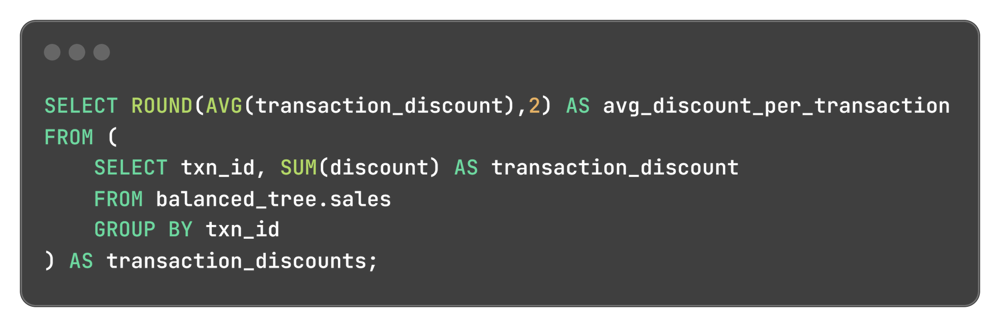 SELECT ROUND(AVG(transaction_discount),2) AS avg_discount_per_transaction
FROM (
    SELECT txn_id, SUM(discount) AS transaction_discount
    FROM balanced_tree.sales
    GROUP BY txn_id
) AS transaction_discounts;